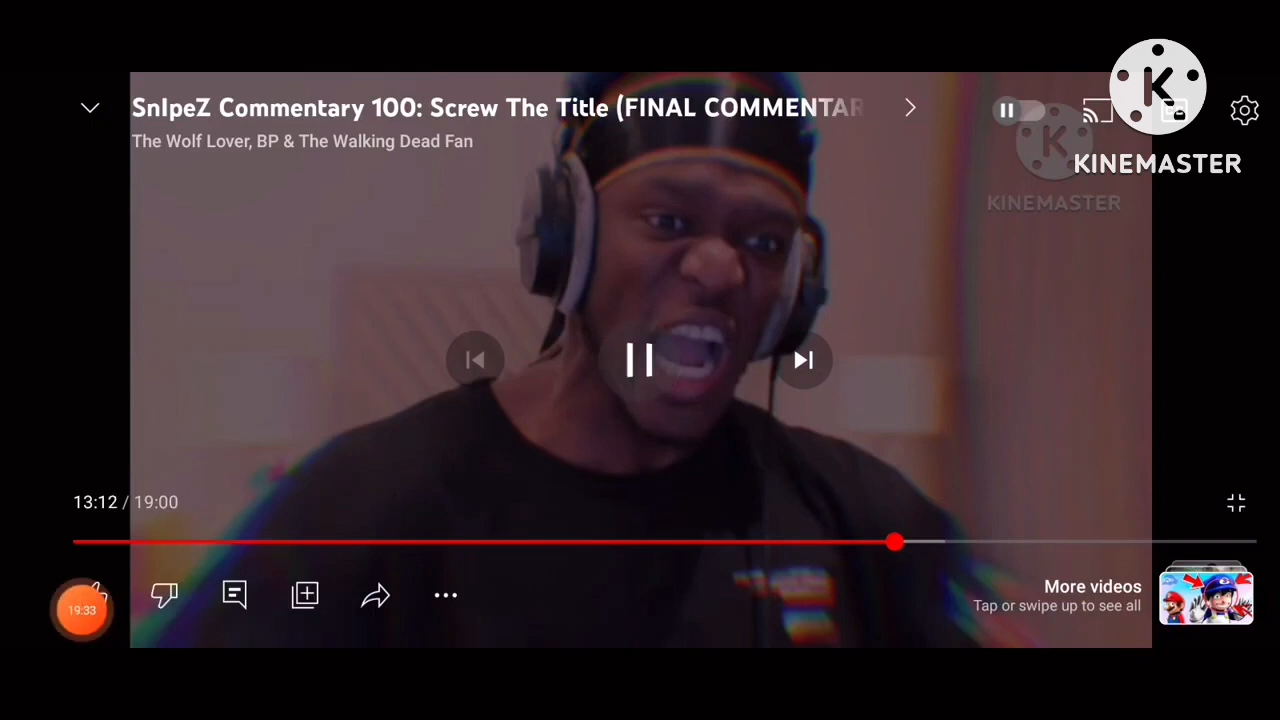 SnIpeZ Commentary 100: Screw The Title (FINAL COMMENTAR
The Wolf Lover, BP & The Walking Dead Fan
K
KINEMASTER
K
KINEMASTER
13:12 / 19:00
19:33
More videos
Tap or swipe up to see all